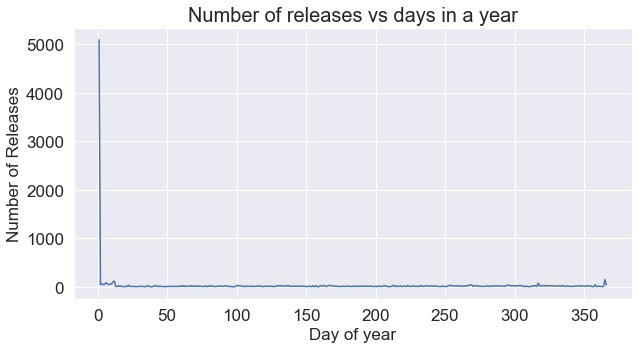 Number of releases vs days in a year
Number of Releases
5000
4000
3000
2000
1000
0
0 50 100 150 200 250 300 350
Day of year